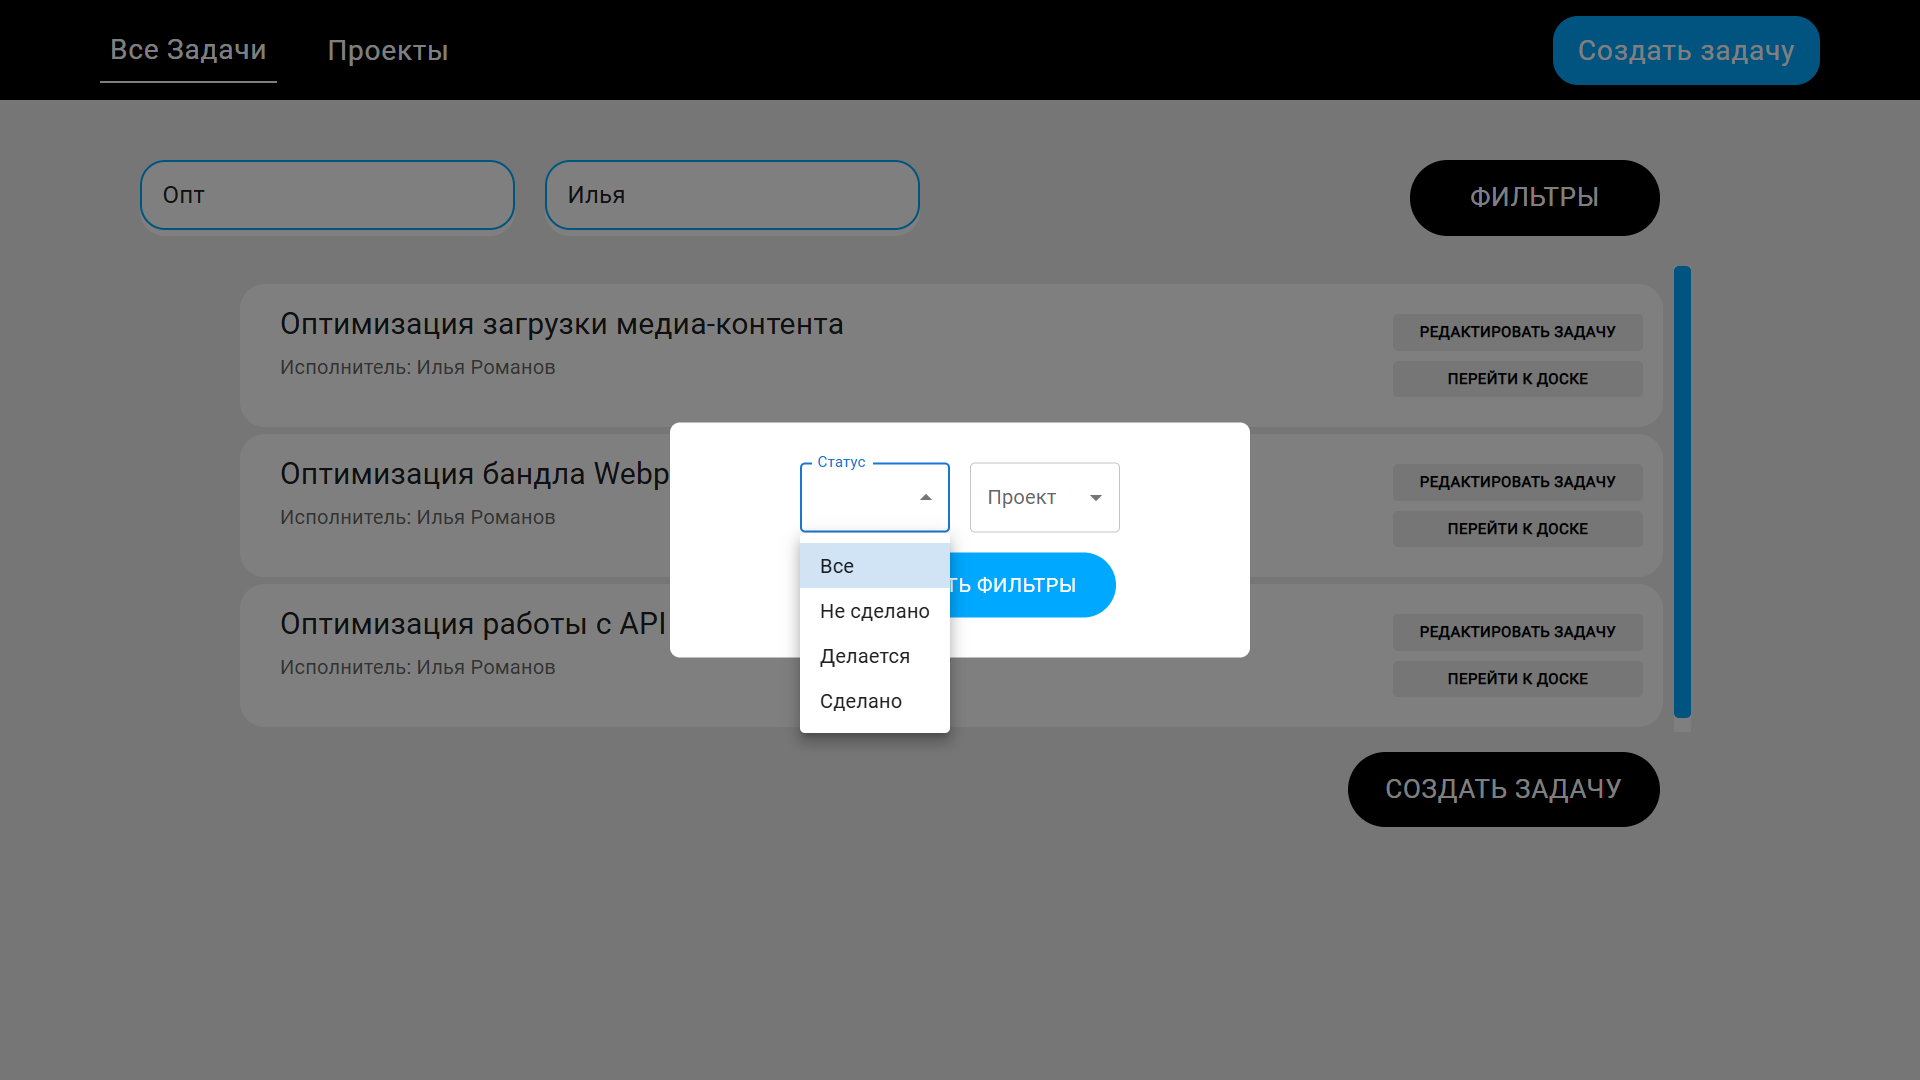 Все Задачи
Проекты
Создать задачу
Опт
Илья
ФИЛЬТРЫ
Оптимизация загрузки медиа-контента
Исполнитель: Илья Романов
РЕДАКТИРОВАТЬ ЗАДАЧУ
ПЕРЕЙТИ К ДОСКЕ
Оптимизация бандла Webp
Исполнитель: Илья Романов
РЕДАКТИРОВАТЬ ЗАДАЧУ
ПЕРЕЙТИ К ДОСКЕ
Оптимизация работы с API
Исполнитель: Илья Романов
РЕДАКТИРОВАТЬ ЗАДАЧУ
ПЕРЕЙТИ К ДОСКЕ
Статус
Проект
Все
Не сделано
Делается
Сделано
ФИЛЬТРЫ
СОЗДАТЬ ЗАДАЧУ